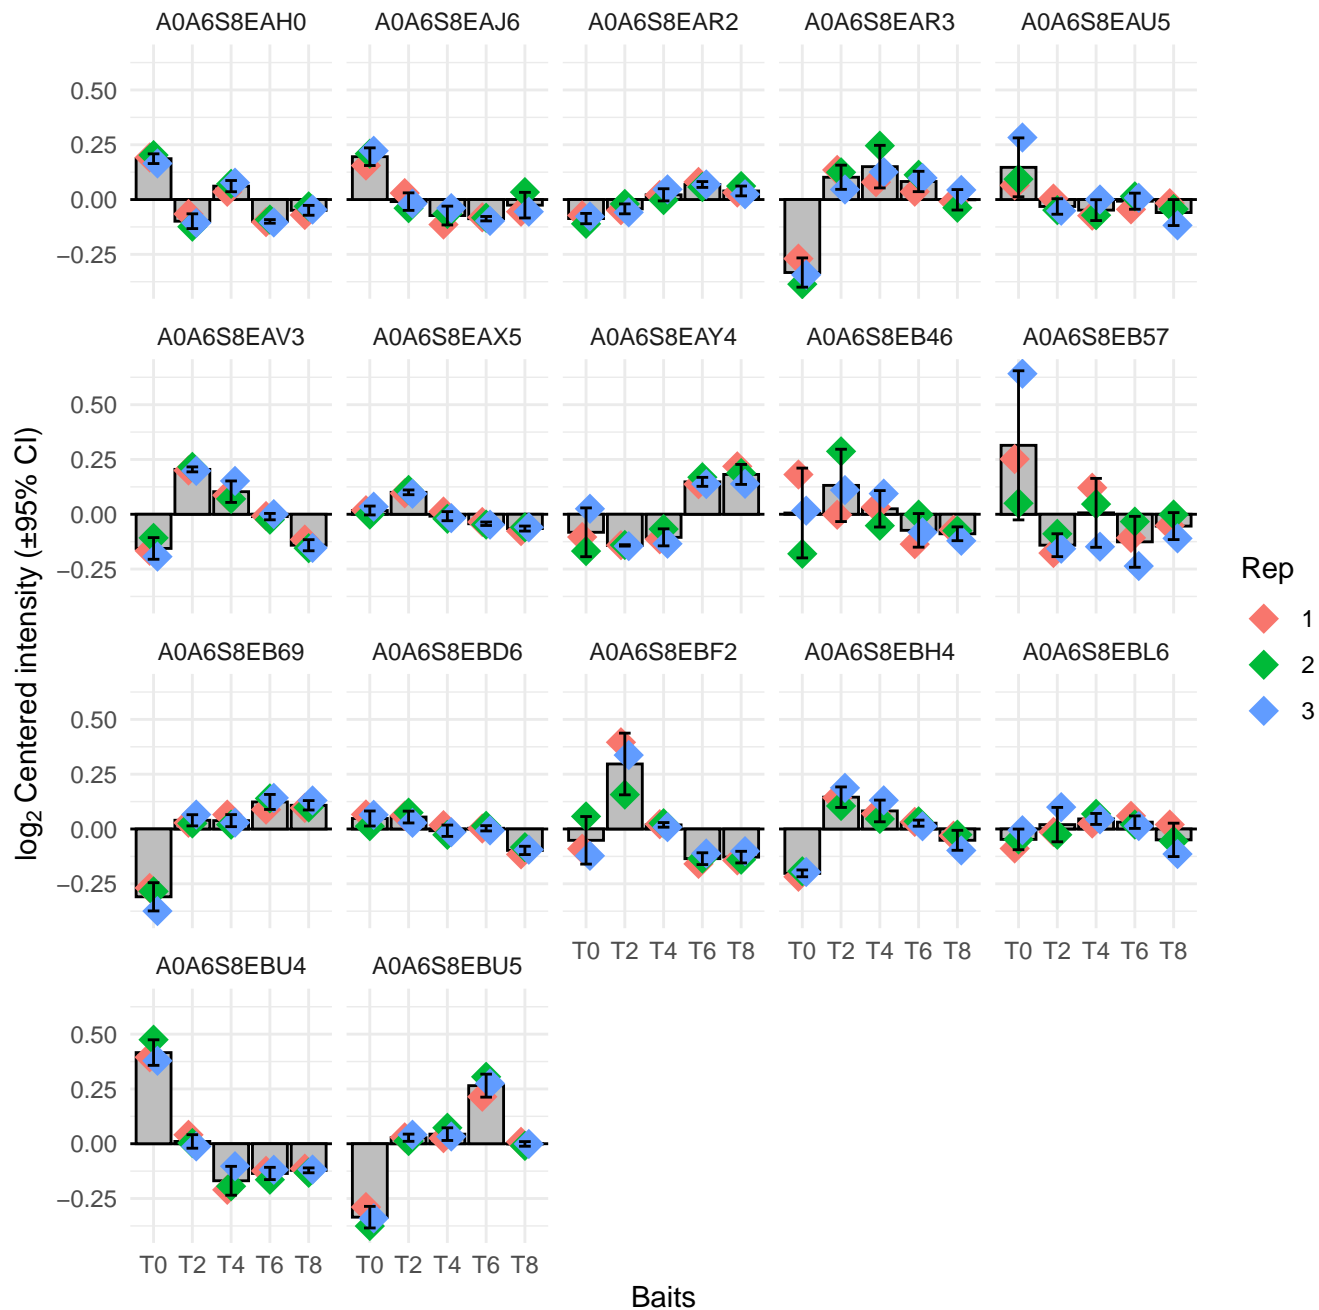 A0A6S8EAH0 A0A6S8EAJ6 A0A6S8EAR2 A0A6S8EAR3 A0A6S8EAU5
0.50
0.25
0.00
−0.25
A0A6S8EAV3 A0A6S8EAX5 A0A6S8EAY4 A0A6S8EB46 A0A6S8EB57
0.50
0.25
0.00
−0.25
A0A6S8EB69 A0A6S8EBD6 A0A6S8EBF2 A0A6S8EBH4 A0A6S8EBL6
0.50
0.25
0.00
−0.25
T0 T2 T4 T6 T8 T0 T2 T4 T6 T8 T0 T2 T4 T6 T8
A0A6S8EBU4 A0A6S8EBU5
0.50
0.25
0.00
−0.25
T0 T2 T4 T6 T8 T0 T2 T4 T6 T8
Baits
log2 Centered intensity (±95% CI)
Rep
1
2
3